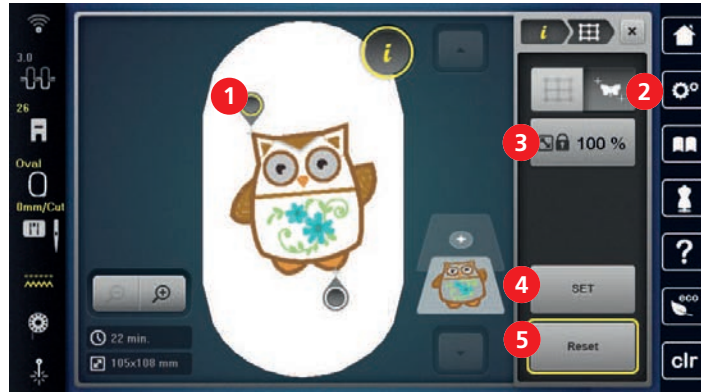 3.0
26
Oval
0mm/Cut
1
i
22 min.
105x108 mm
i
×
2
3
100 %
4
SET
5
Reset
?
eco
clr